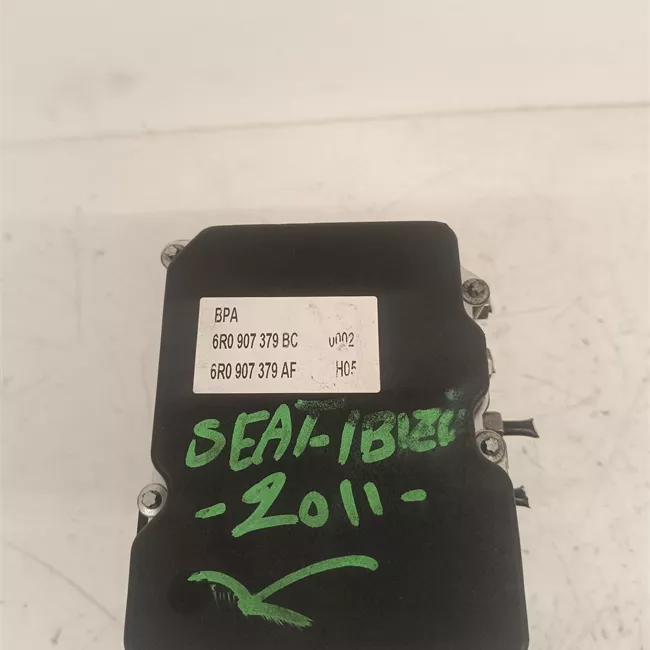 BPA
6R0 907 379 BC 0002
6R0 907 379 AF H05
SEAT-IBIZA
-2011-